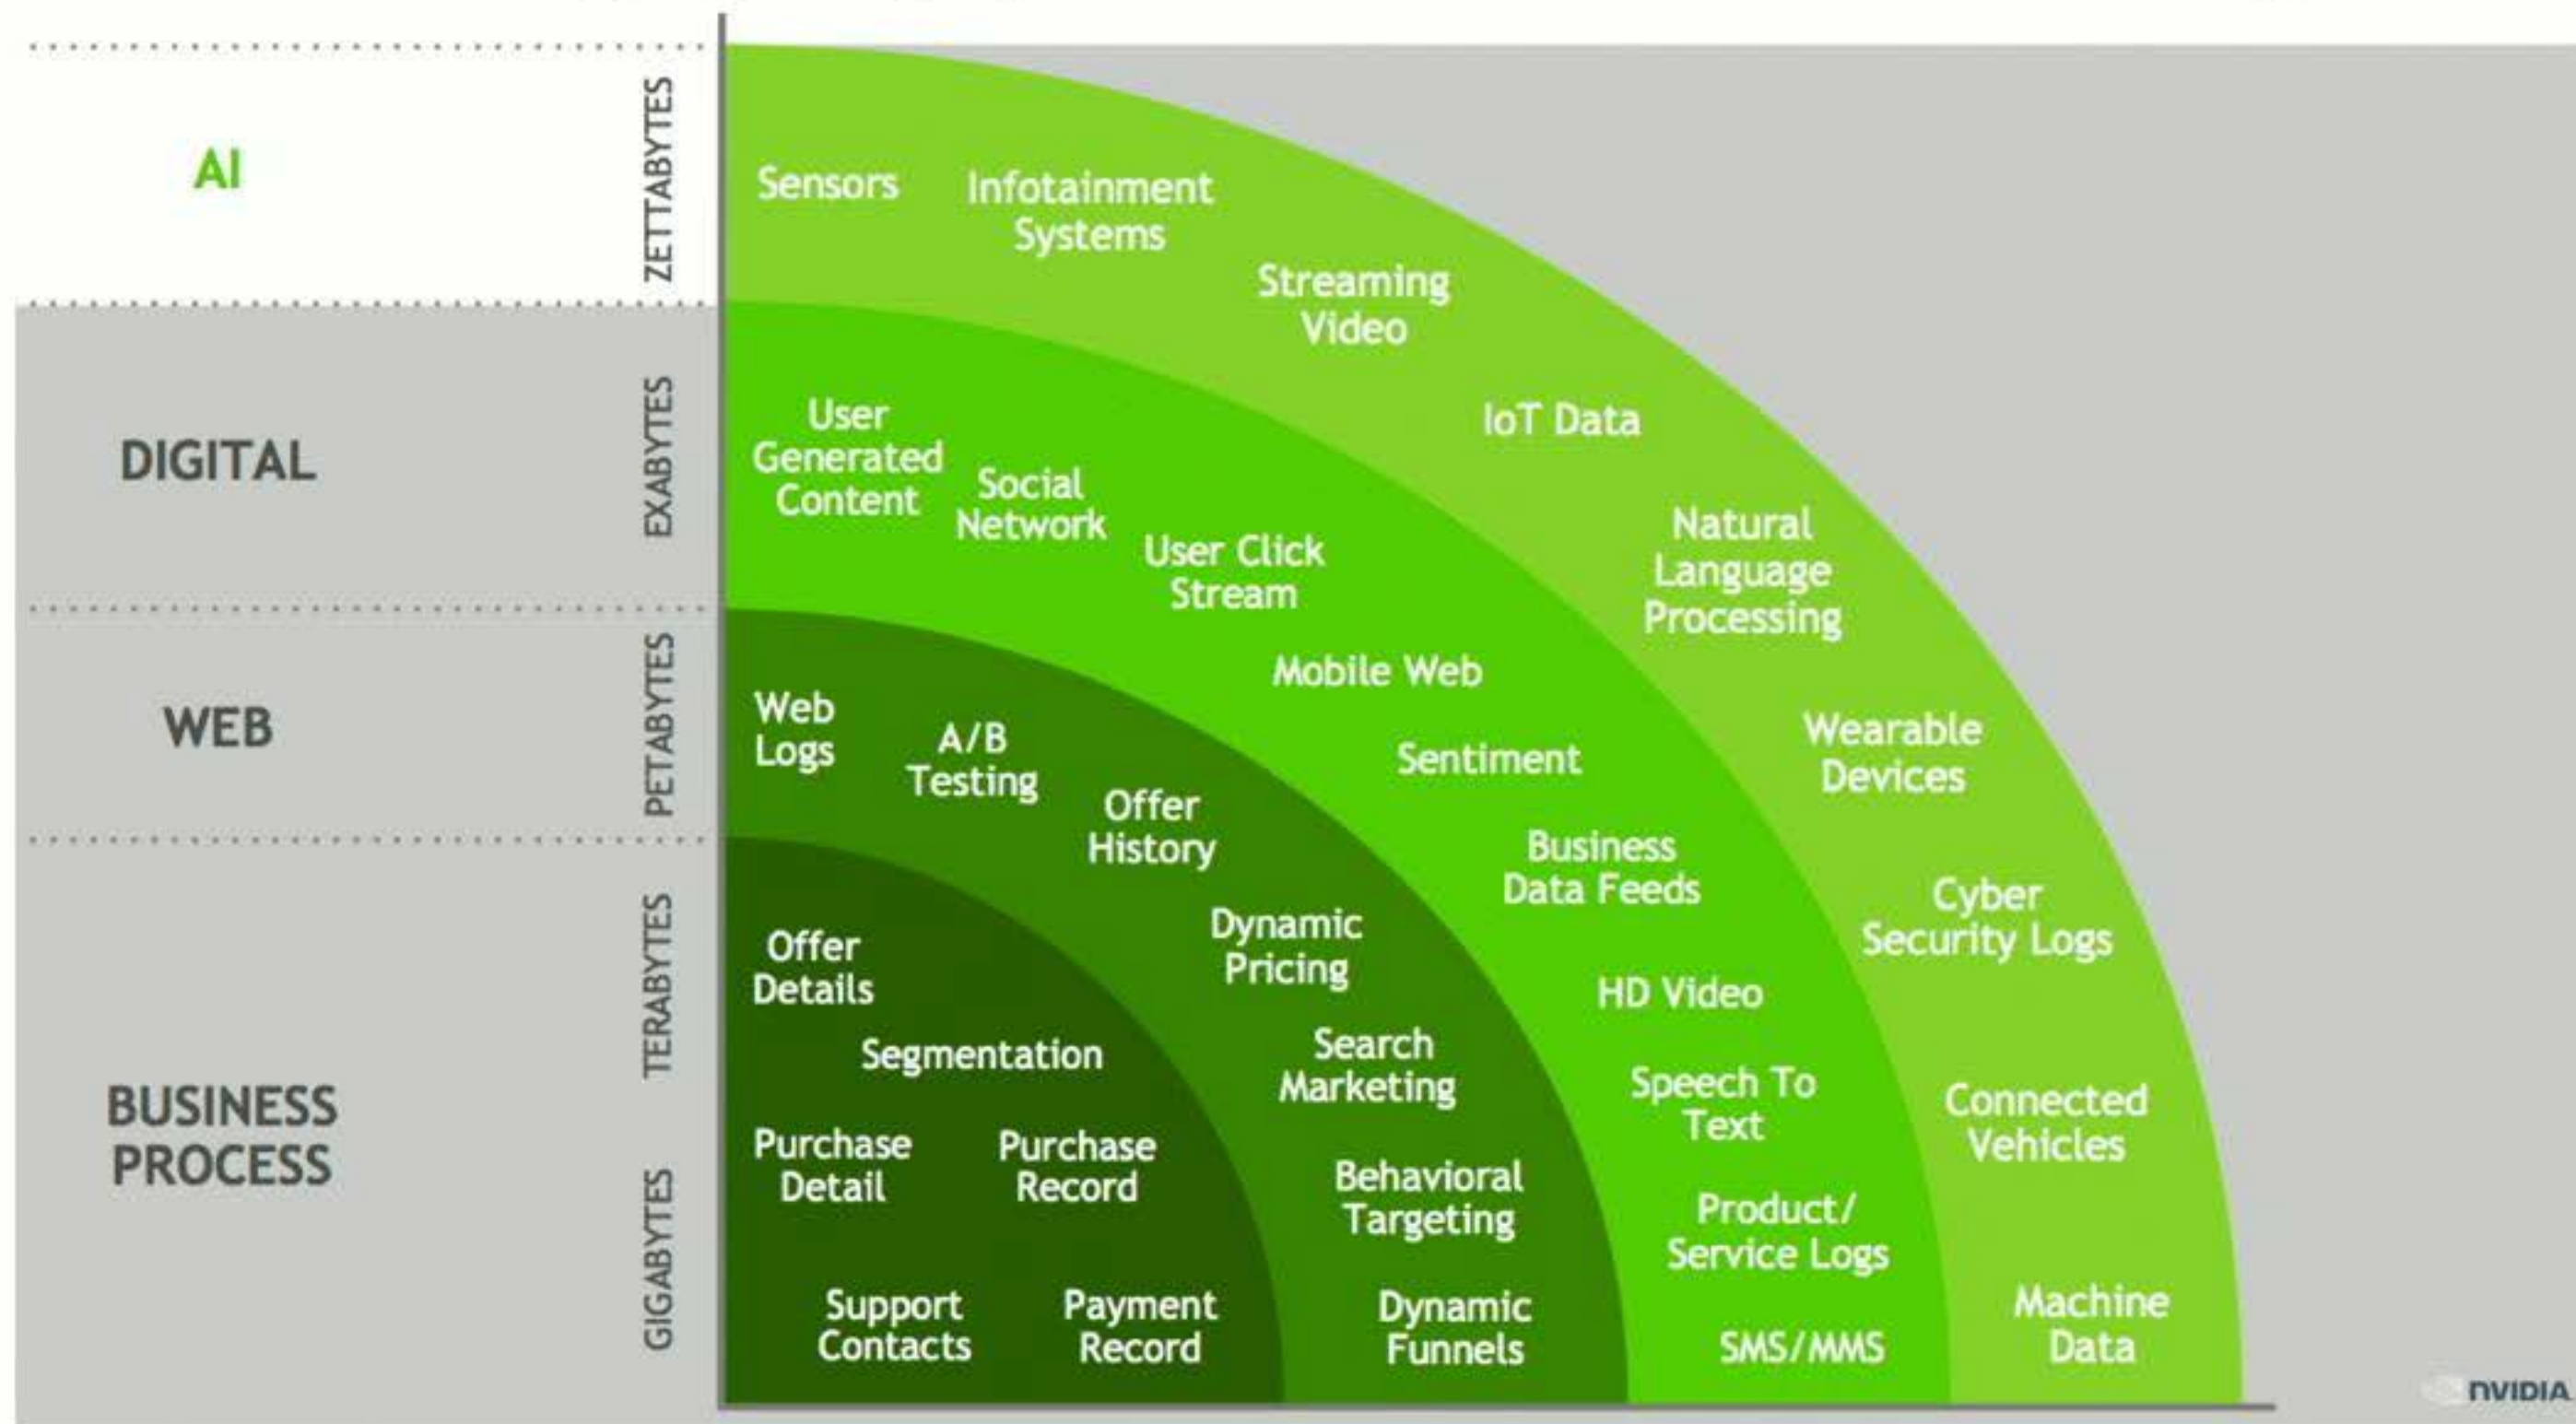 AI
ZETTABYTES
Sensors
Infotainment
Systems
Streaming
Video
IoT Data
Natural
Language
Processing
Wearable
Devices
Cyber
Security Logs
Connected
Vehicles
Machine
Data
DIGITAL
EXABYTES
User
Generated
Content
Social
Network
User Click
Stream
Mobile Web
Sentiment
Business
Data Feeds
HD Video
Speech To
Text
Product/
Service Logs
SMS/MMS
WEB
PETABYTES
Web
Logs
A/B
Testing
Offer
History
Dynamic
Pricing
Search
Marketing
Behavioral
Targeting
Dynamic
Funnels
BUSINESS
PROCESS
TERABYTES
GIGABYTES
Offer
Details
Segmentation
Purchase
Detail
Purchase
Record
Support
Contacts
Payment
Record
NVIDIA